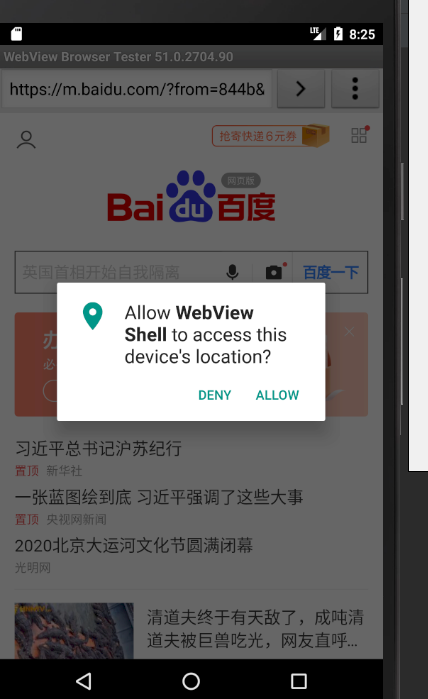 LTE 8:25
WebView Browser Tester 51.0.2704.90
https://m.baidu.com/?from=844b&
抢寄快递6元券
网页版
Bai du 百度
英国首相开始自我隔离
百度一下
Allow WebView
Shell to access this
device's location?
DENY ALLOW
习近平总书记沪苏纪行
置顶 新华社
一张蓝图绘到底 习近平强调了这些大事
置顶 央视网新闻
2020北京大运河文化节圆满闭幕
光明网
清道夫终于有天敌了，成吨清
道夫被巨兽吃光，网友直呼...